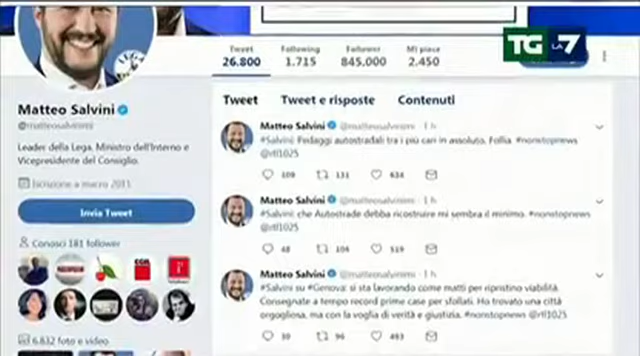 Tweet Following Follower Mi piace
26.800 1.715 845.000 2.450
TG LA 7
Matteo Salvini
@matteosalvinimi
Leader della Lega. Ministro dell'Interno e
Vicepresidente del Consiglio.
Iscrizione a marzo 2011
Invia Tweet
Conosci 181 follower
6.832 foto e video
Tweet Tweet e risposte Contenuti
Matteo Salvini @matteosalvinimi · 1 h
#Salvini: Pedaggi autostradali: tra i più cari in assoluto. Follia. #nonstopnews
@rtl1025
109 131 634
Matteo Salvini @matteosalvinimi · 1 h
#Salvini: che Autostrade debba ricostruire mi sembra il minimo. #nonstopnews
@rtl1025
48 104 519
Matteo Salvini @matteosalvinimi · 1 h
#Salvini su #Genova: si sta lavorando come matti per ripristino viabilità.
Consegnate a tempo record prime case per sfollati. Ho trovato una città
orgogliosa, ma con la voglia di verità e giustizia. #nonstopnews @rtl1025
30 96 493